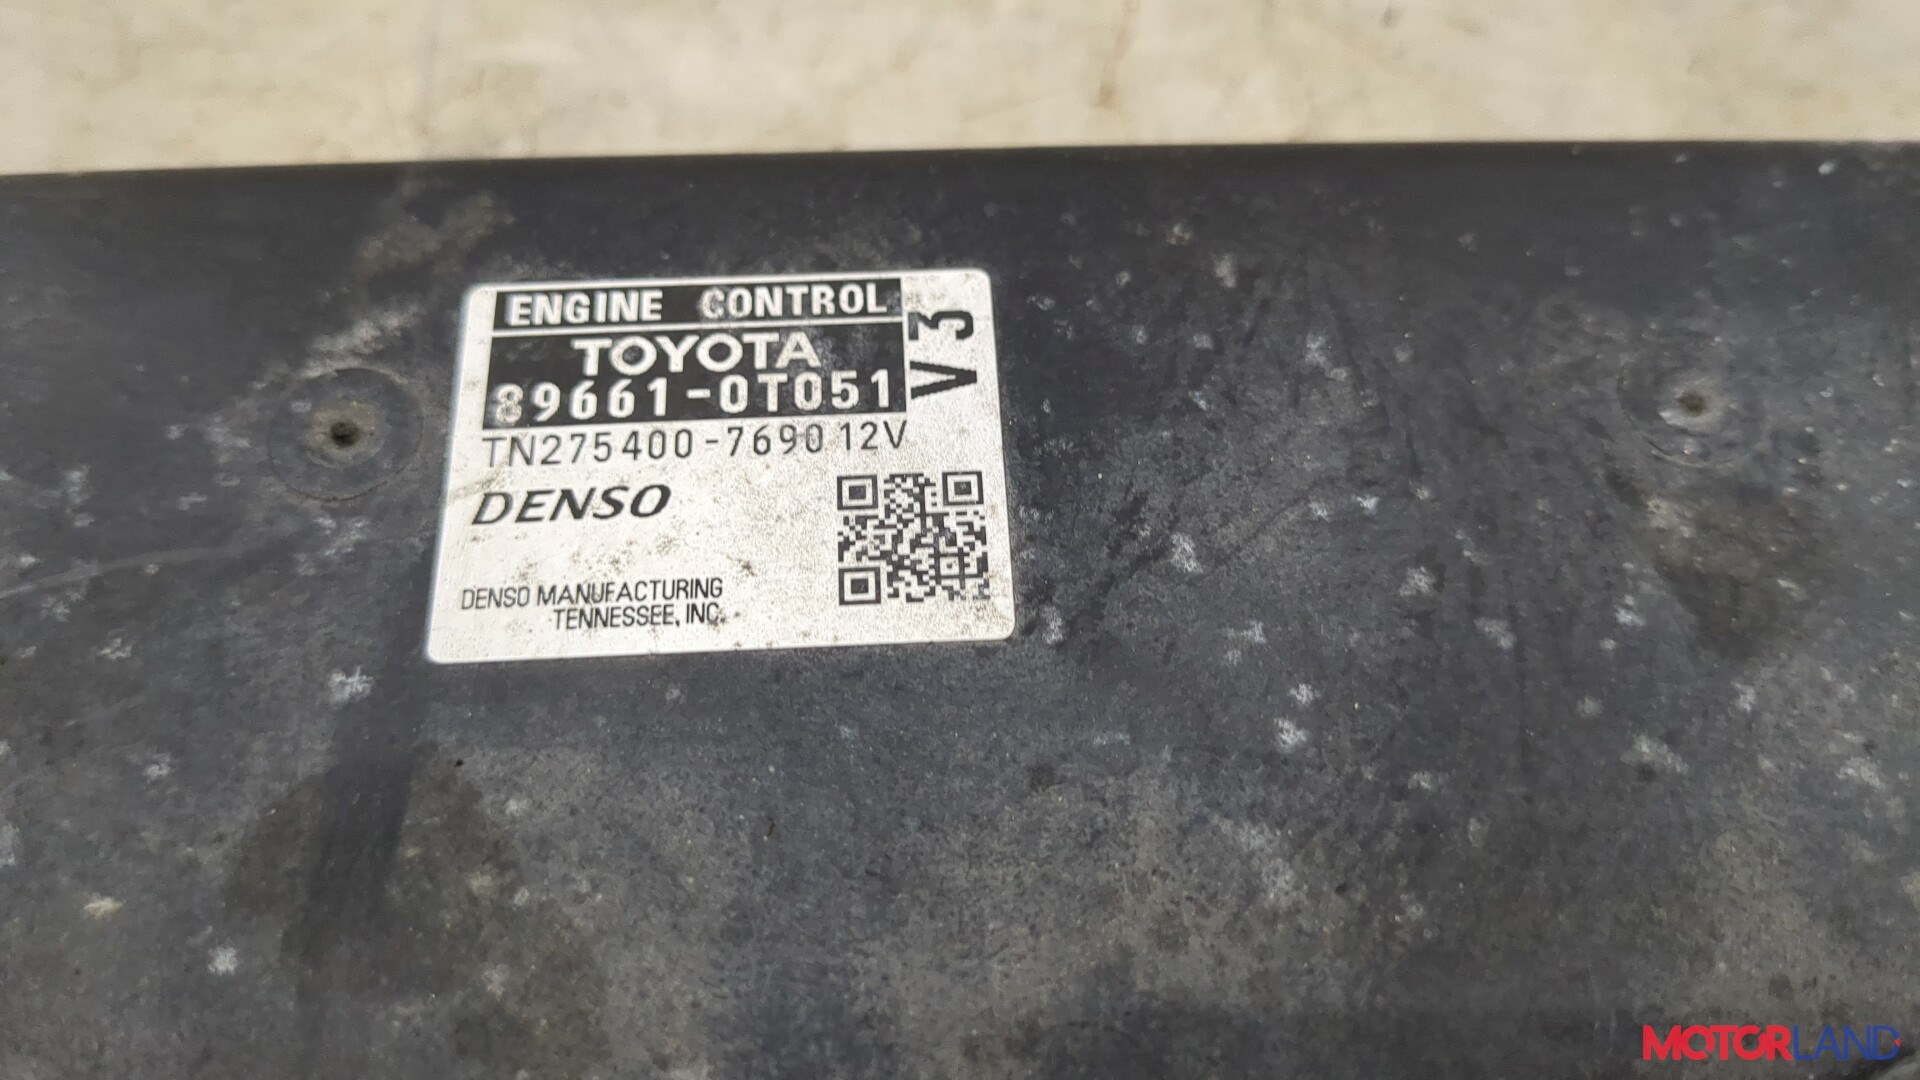 ENGINE CONTROL
TOYOTA
89661-0T051
V3
TN275400-7690 12V
DENSO
DENSO MANUFACTURING
TENNESSEE, INC.
MOTORLAND